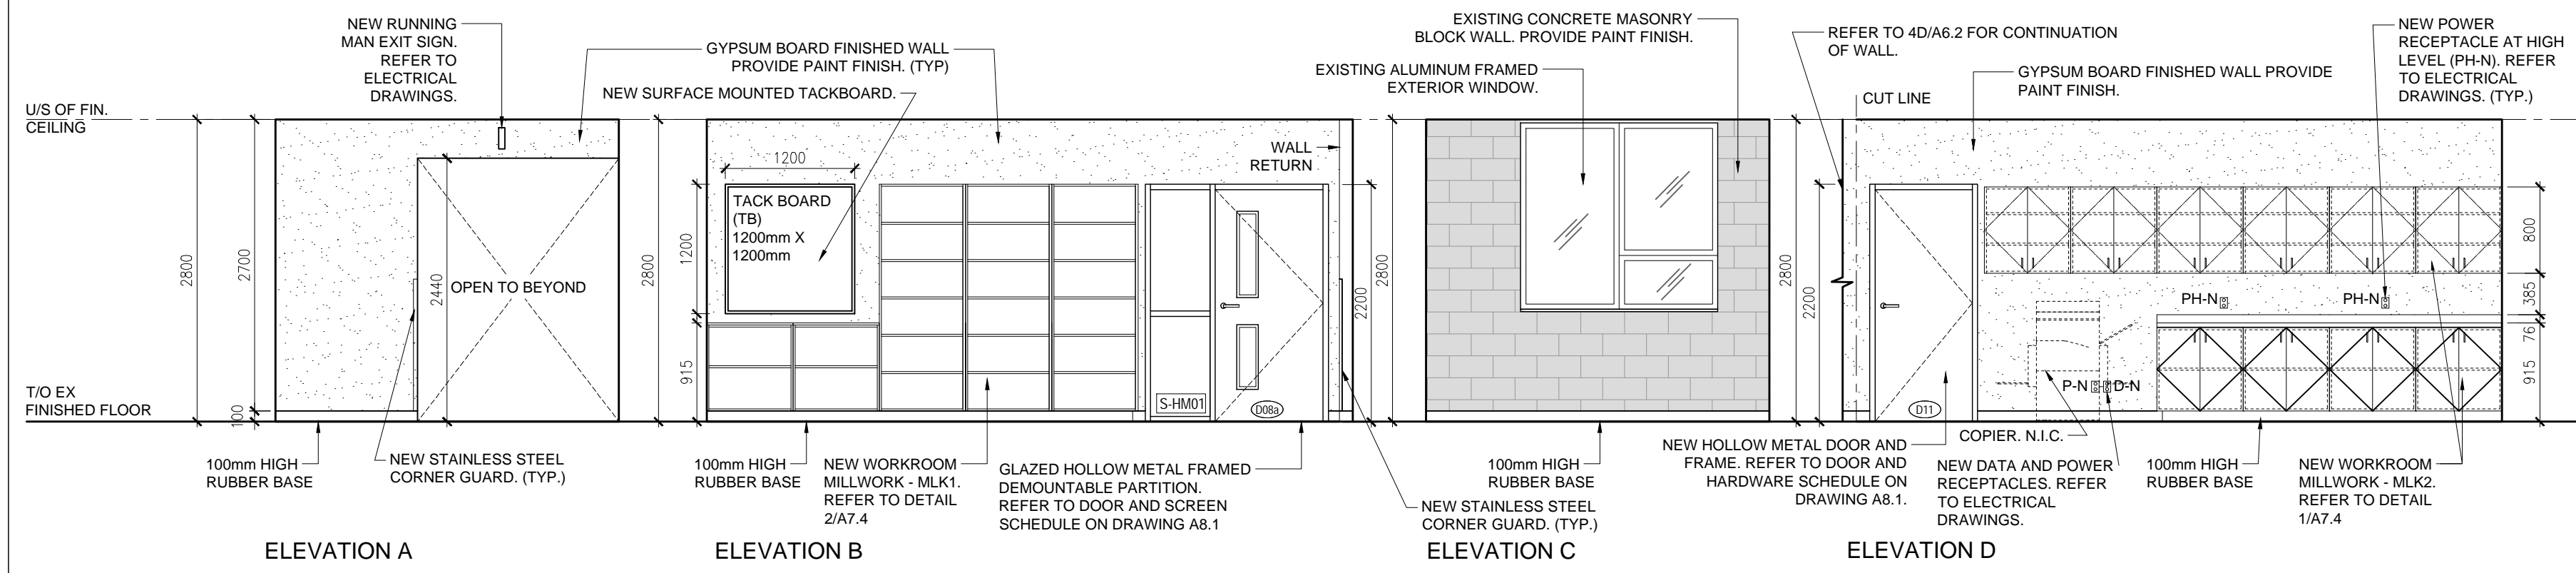 U/S OF FIN.
CEILING
T/O EX
FINISHED FLOOR
NEW RUNNING
MAN EXIT SIGN.
REFER TO
ELECTRICAL
DRAWINGS.
2800
2700
100
2440
OPEN TO BEYOND
100mm HIGH
RUBBER BASE
NEW STAINLESS STEEL
CORNER GUARD. (TYP.)
ELEVATION A
GYPSUM BOARD FINISHED WALL
PROVIDE PAINT FINISH. (TYP)
NEW SURFACE MOUNTED TACKBOARD.
2800
1200
1200
915
TACK BOARD
(TB)
1200mm X
1200mm
WALL
RETURN
S-HM01
D08a
2200
100mm HIGH
RUBBER BASE
NEW WORKROOM
MILLWORK - MLK1.
REFER TO DETAIL
2/A7.4
GLAZED HOLLOW METAL FRAMED
DEMOUNTABLE PARTITION.
REFER TO DOOR AND SCREEN
SCHEDULE ON DRAWING A8.1
NEW STAINLESS STEEL
CORNER GUARD. (TYP.)
ELEVATION B
EXISTING CONCRETE MASONRY
BLOCK WALL. PROVIDE PAINT FINISH.
EXISTING ALUMINUM FRAMED
EXTERIOR WINDOW.
2800
2800
100mm HIGH
RUBBER BASE
ELEVATION C
REFER TO 4D/A6.2 FOR CONTINUATION
OF WALL.
CUT LINE
GYPSUM BOARD FINISHED WALL PROVIDE
PAINT FINISH.
NEW POWER
RECEPTACLE AT HIGH
LEVEL (PH-N). REFER
TO ELECTRICAL
DRAWINGS. (TYP.)
2200
800
385
76
915
PH-N
PH-N
P-N
D-N
D11
NEW HOLLOW METAL DOOR AND
FRAME. REFER TO DOOR AND
HARDWARE SCHEDULE ON
DRAWING A8.1.
COPIER. N.I.C.
NEW DATA AND POWER
RECEPTACLES. REFER
TO ELECTRICAL
DRAWINGS.
100mm HIGH
RUBBER BASE
NEW WORKROOM
MILLWORK - MLK2.
REFER TO DETAIL
1/A7.4
ELEVATION D